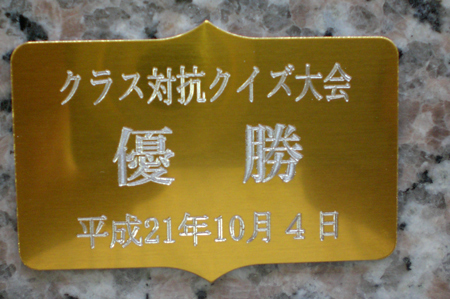 クラス対抗クイズ大会
優　勝
平成21年10月４日